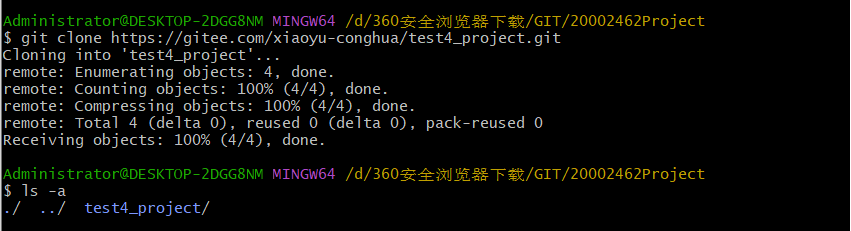 Administrator@DESKTOP-2DGG8NM MINGW64 /d/360安全浏览器下载/GIT/20002462Project
$ git clone https://gitee.com/xiaoyu-conghua/test4_project.git
Cloning into 'test4_project'...
remote: Enumerating objects: 4, done.
remote: Counting objects: 100% (4/4), done.
remote: Compressing objects: 100% (4/4), done.
remote: Total 4 (delta 0), reused 0 (delta 0), pack-reused 0
Receiving objects: 100% (4/4), done.
Administrator@DESKTOP-2DGG8NM MINGW64 /d/360安全浏览器下载/GIT/20002462Project
$ ls -a
./  ../  test4_project/